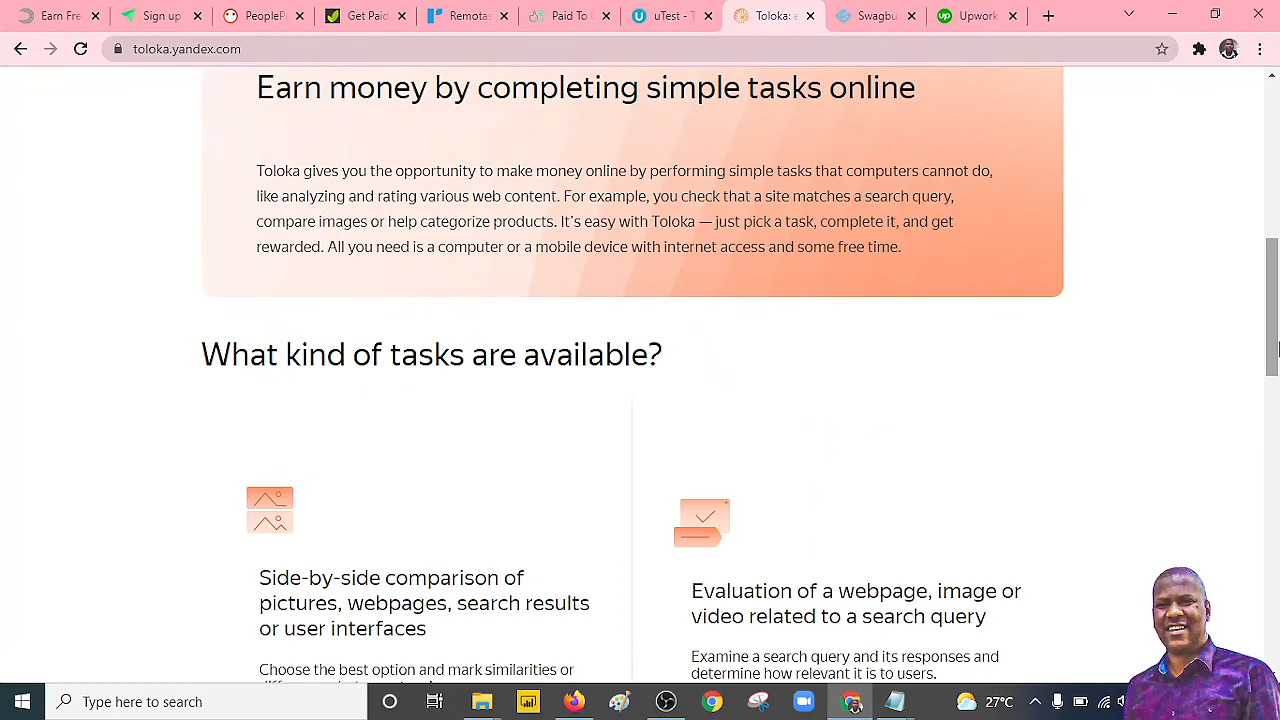 Earn Fre
Sign up
PeopleP
Get Paid
Remotas
Paid To C
uTest - T
Toloka: e
Swagbu
Upwork
toloka.yandex.com
Earn money by completing simple tasks online
Toloka gives you the opportunity to make money online by performing simple tasks that computers cannot do,
like analyzing and rating various web content. For example, you check that a site matches a search query,
compare images or help categorize products. It's easy with Toloka — just pick a task, complete it, and get
rewarded. All you need is a computer or a mobile device with internet access and some free time.
What kind of tasks are available?
Side-by-side comparison of
pictures, webpages, search results
or user interfaces
Choose the best option and mark similarities or
Evaluation of a webpage, image or
video related to a search query
Examine a search query and its responses and
determine how relevant it is to users.
Type here to search
27°C